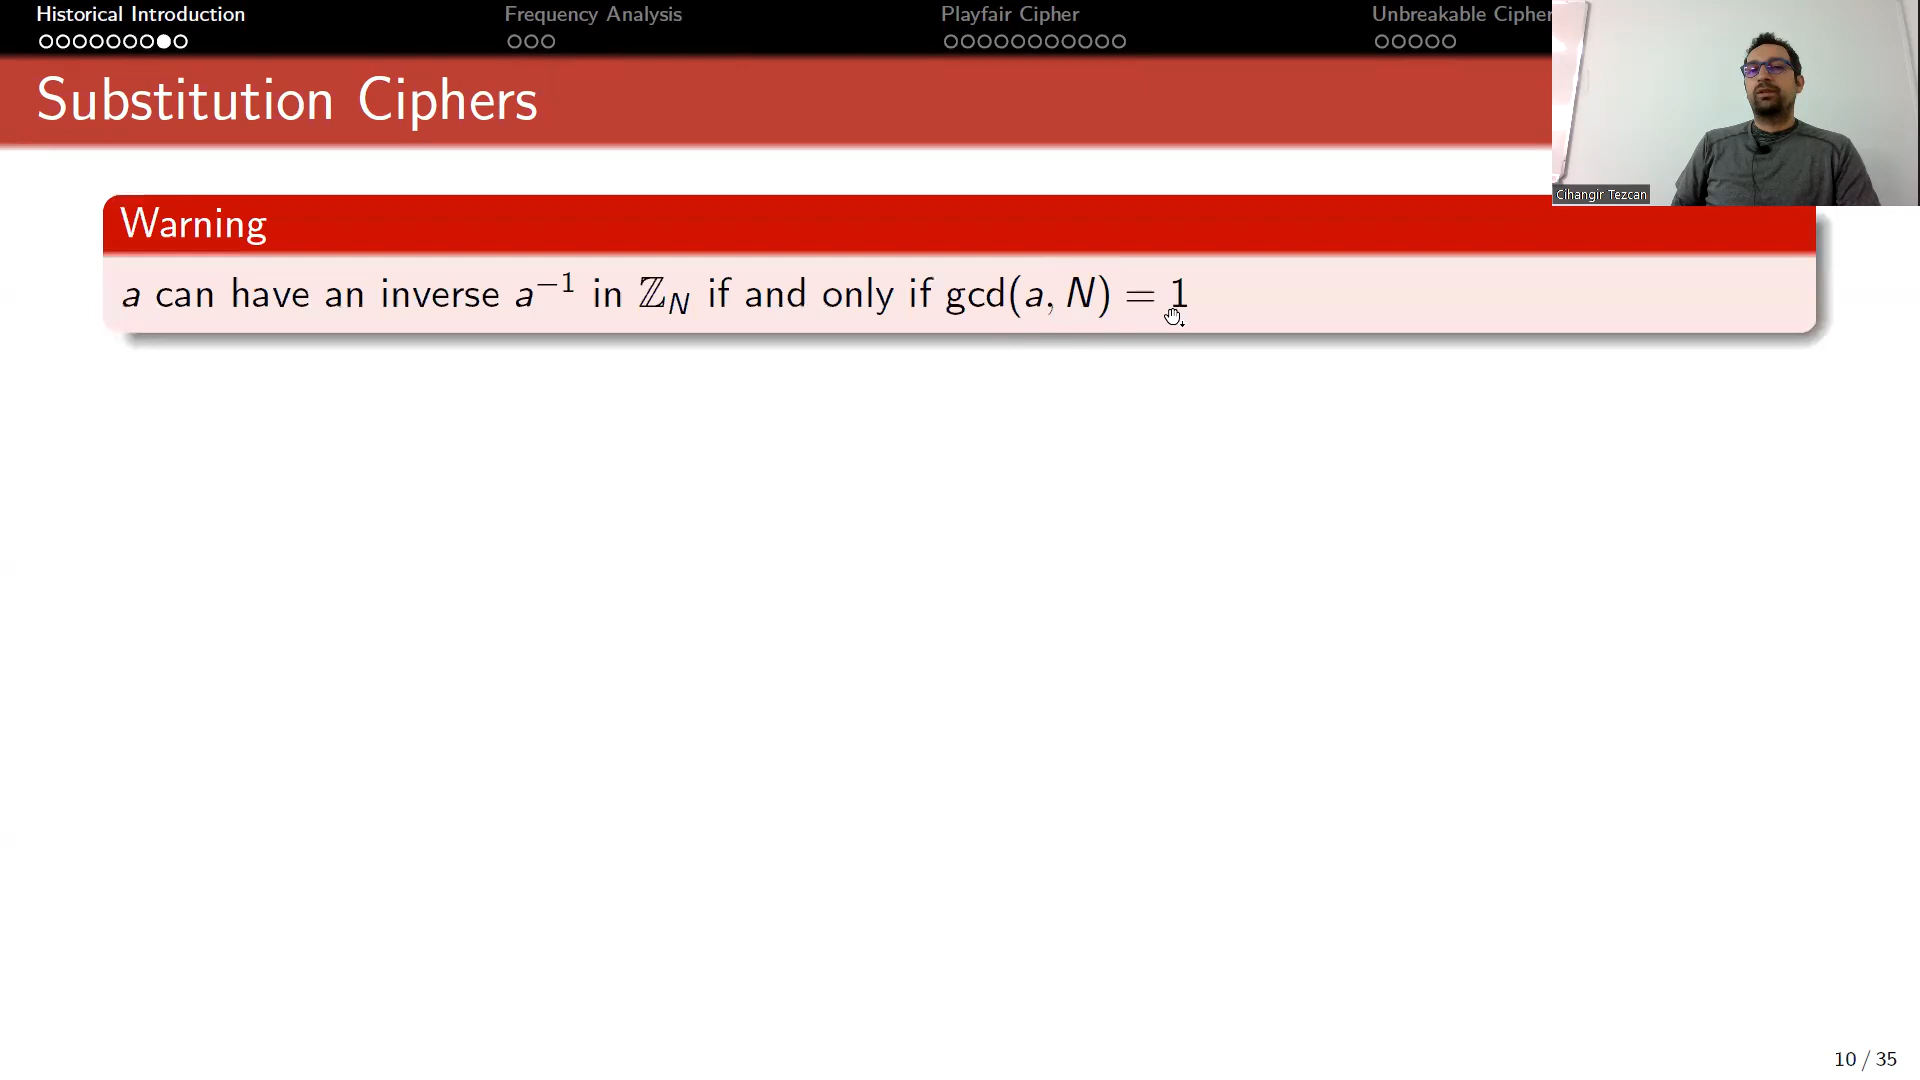 Historical Introduction
Frequency Analysis
Playfair Cipher
Unbreakable Cipher
Substitution Ciphers
Cihangir Tezcan
Warning
a can have an inverse a⁻¹ in ℤ_N if and only if gcd(a, N) = 1
10 / 35